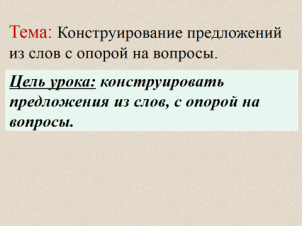 Тема: Конструирование предложений
из слов с опорой на вопросы.
Цель урока: конструировать
предложения из слов, с опорой на
вопросы.